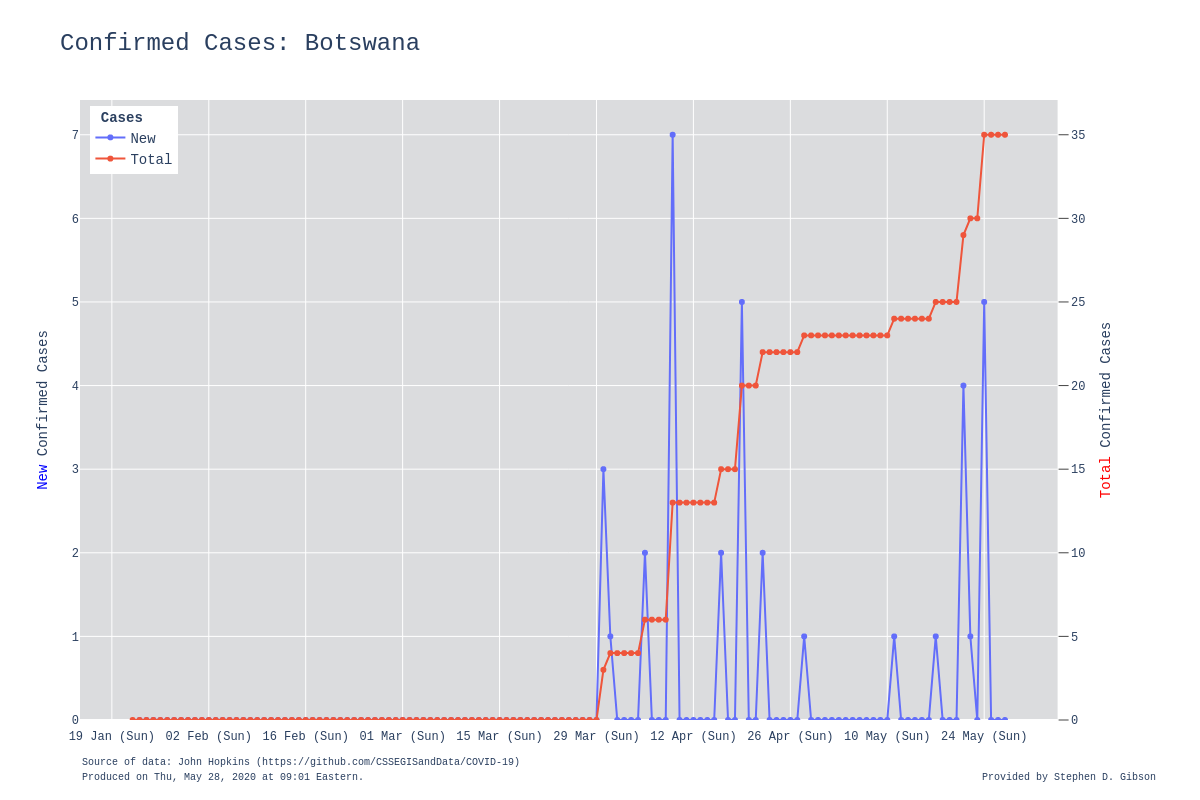 Confirmed Cases: Botswana
Cases
New
Total
7
6
5
4
3
2
1
0
New Confirmed Cases
35
30
25
20
15
10
5
0
Total Confirmed Cases
19 Jan (Sun) 02 Feb (Sun) 16 Feb (Sun) 01 Mar (Sun) 15 Mar (Sun) 29 Mar (Sun) 12 Apr (Sun) 26 Apr (Sun) 10 May (Sun) 24 May (Sun)
Source of data: John Hopkins (https://github.com/CSSEGISandData/COVID-19)
Produced on Thu, May 28, 2020 at 09:01 Eastern.
Provided by Stephen D. Gibson